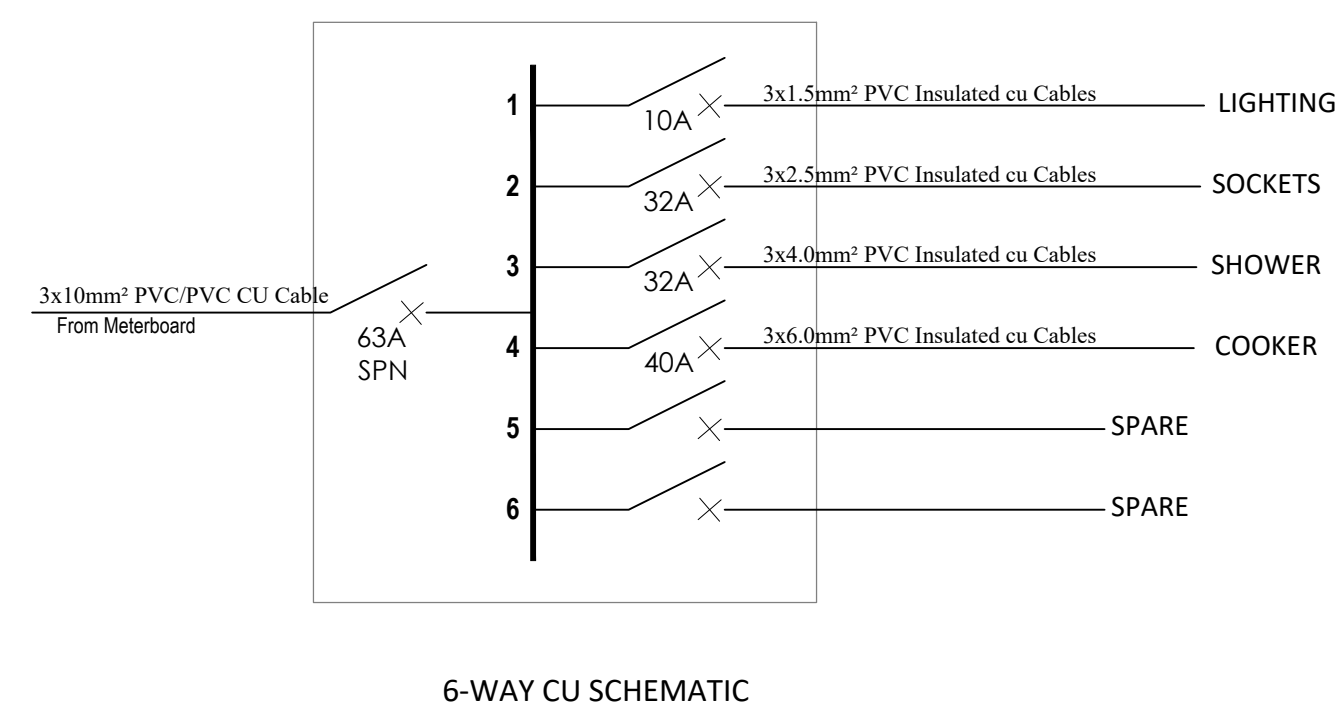 1
10A
3x1.5mm² PVC Insulated cu Cables
LIGHTING
2
32A
3x2.5mm² PVC Insulated cu Cables
SOCKETS
3
32A
3x4.0mm² PVC Insulated cu Cables
SHOWER
3x10mm² PVC/PVC CU Cable
From Meterboard
63A
SPN
4
40A
3x6.0mm² PVC Insulated cu Cables
COOKER
5
SPARE
6
SPARE
6-WAY CU SCHEMATIC